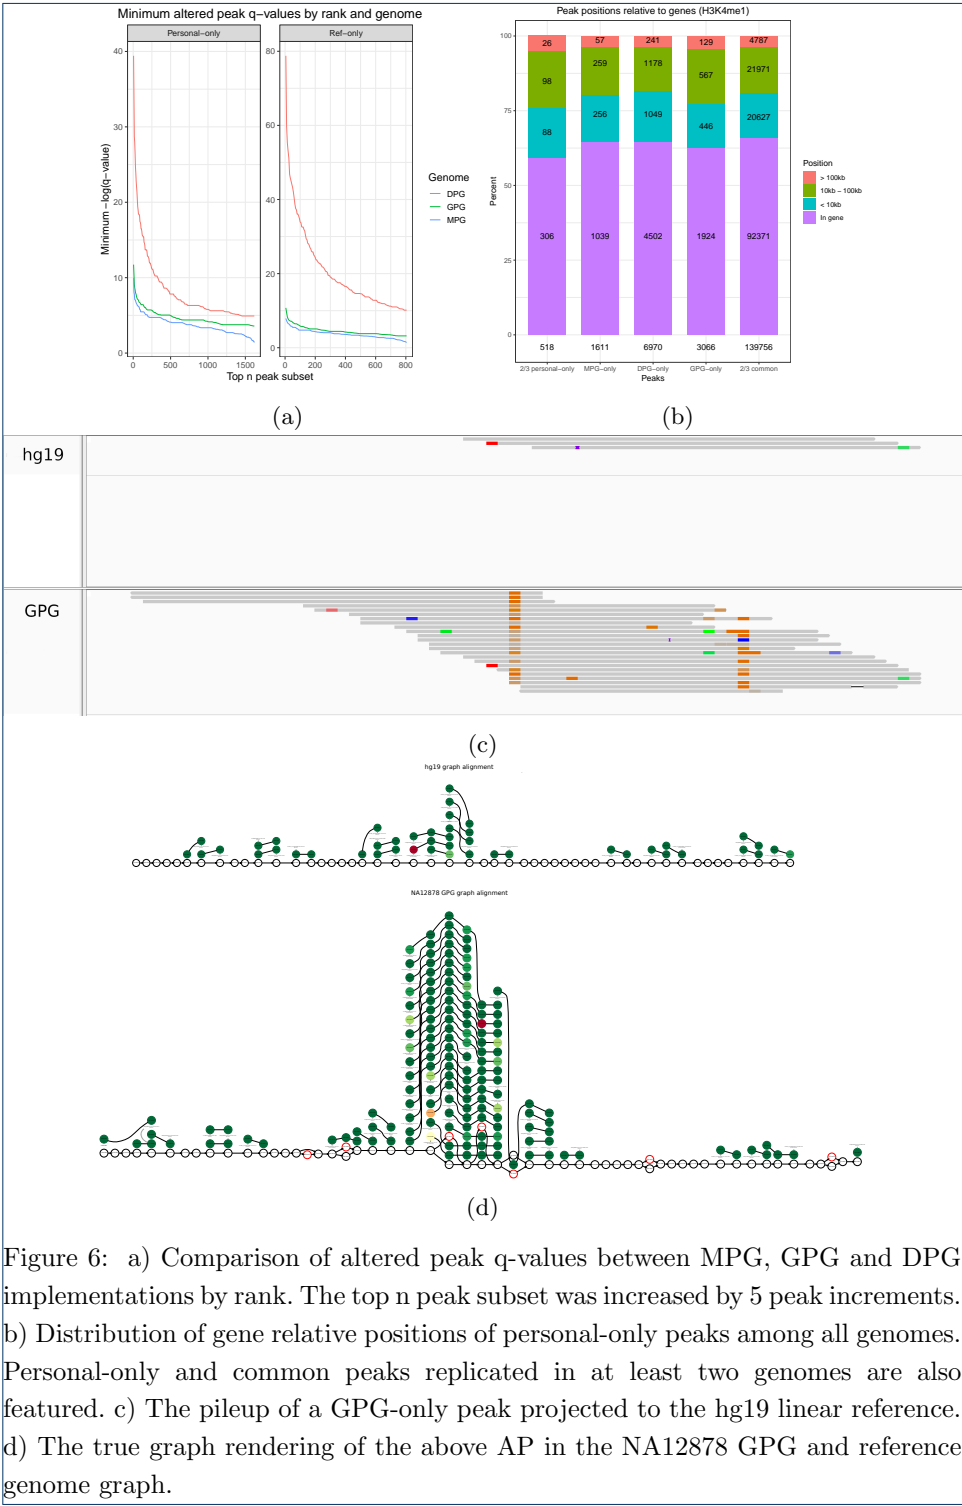 Minimum altered peak q-values by rank and genome
Personal-only
Ref-only
Minimum -log(q-value)
40
30
20
10
0
80
60
40
20
0
0 500 1000 1500
0 200 400 600 800
Top n peak subset
Genome
DPG
GPG
MPG
(a)
Peak positions relative to genes (H3K4me1)
Percent
100
75
50
25
0
26 57 241 129 4787
98 259 1178 567 21971
88 256 1049 446 20627
306 1039 4502 1924 92371
518 1611 6970 3066 139756
2/3 personal-only MPG-only DPG-only GPG-only 2/3 common
Peaks
Position
> 100kb
10kb - 100kb
< 10kb
In gene
(b)
hg19
GPG
(c)
hg19 graph alignment
NA12878 GPG graph alignment
(d)
Figure 6: a) Comparison of altered peak q-values between MPG, GPG and DPG
implementations by rank. The top n peak subset was increased by 5 peak increments.
b) Distribution of gene relative positions of personal-only peaks among all genomes.
Personal-only and common peaks replicated in at least two genomes are also
featured. c) The pileup of a GPG-only peak projected to the hg19 linear reference.
d) The true graph rendering of the above AP in the NA12878 GPG and reference
genome graph.